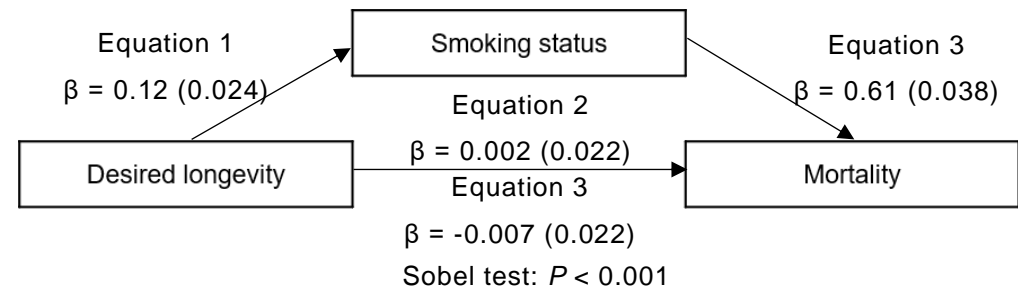 Equation 1
β = 0.12 (0.024)
Smoking status
Equation 3
β = 0.61 (0.038)
Desired longevity
Equation 2
β = 0.002 (0.022)
Equation 3
β = -0.007 (0.022)
Sobel test: P < 0.001
Mortality